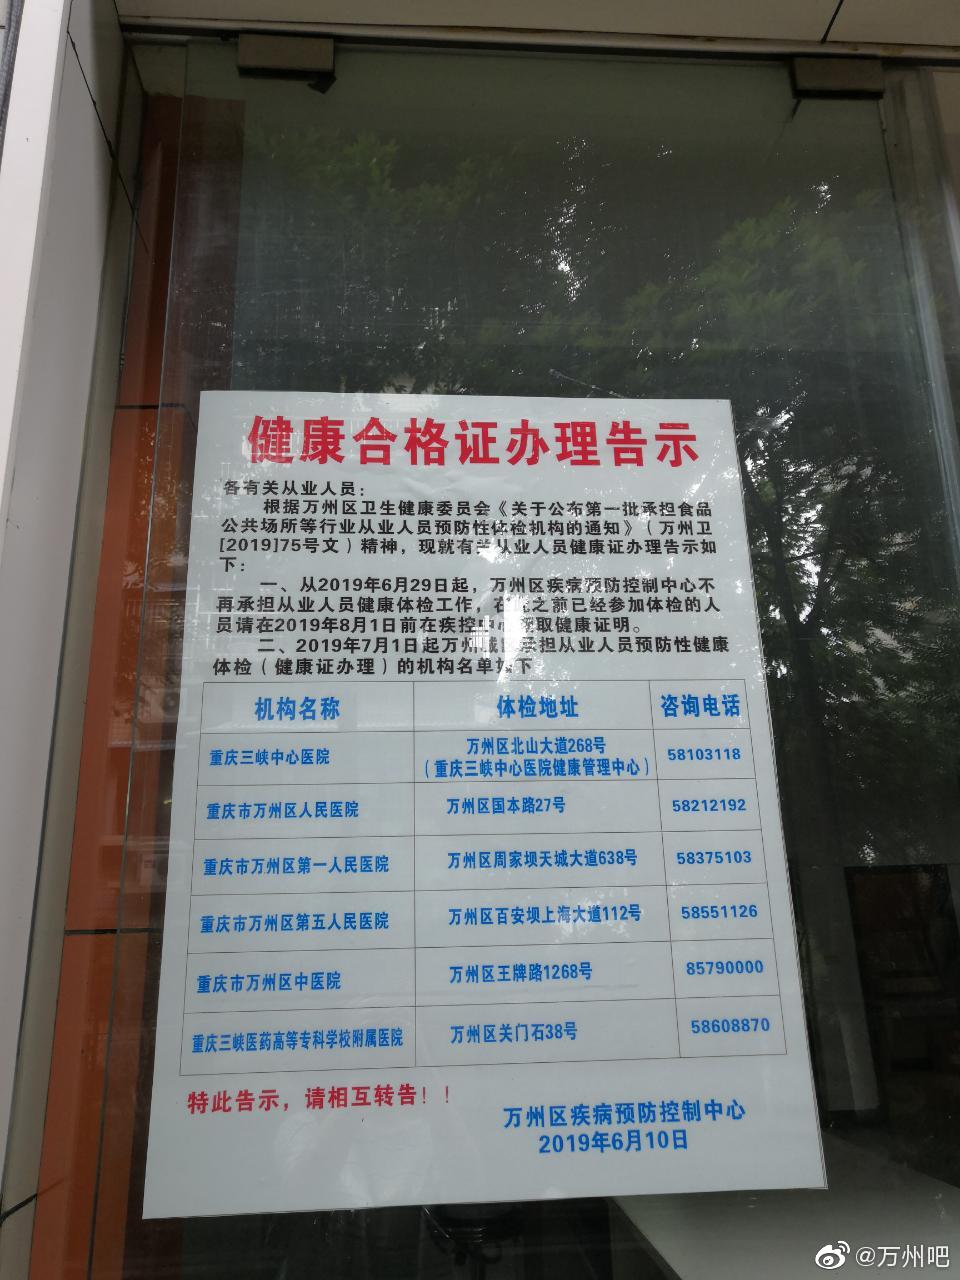 健康合格证办理告示
各有关从业人员：
根据万州区卫生健康委员会《关于公布第一批承担食品
公共场所等行业从业人员预防性体检机构的通知》（万州卫
[2019]75号文）精神，现就有关从业人员健康证办理告示如
下：
一、从2019年6月29日起，万州区疾病预防控制中心不
再承担从业人员健康体检工作，在此之前已经参加体检的人
员请在2019年8月1日前在疾控中心取健康证明。
二、2019年7月1日起万州城区承担从业人员预防性健康
体检（健康证办理）的机构名单如下
机构名称 体检地址 咨询电话
重庆三峡中心医院 万州区北山大道268号 58103118
（重庆三峡中心医院健康管理中心）
重庆市万州区人民医院 万州区国本路27号 58212192
重庆市万州区第一人民医院 万州区周家坝天城大道638号 58375103
重庆市万州区第五人民医院 万州区百安坝上海大道112号 58551126
重庆市万州区中医院 万州区王牌路1268号 85790000
重庆三峡医药高等专科学校附属医院 万州区关门石38号 58608870
特此告示，请相互转告！！
万州区疾病预防控制中心
2019年6月10日
@万州吧